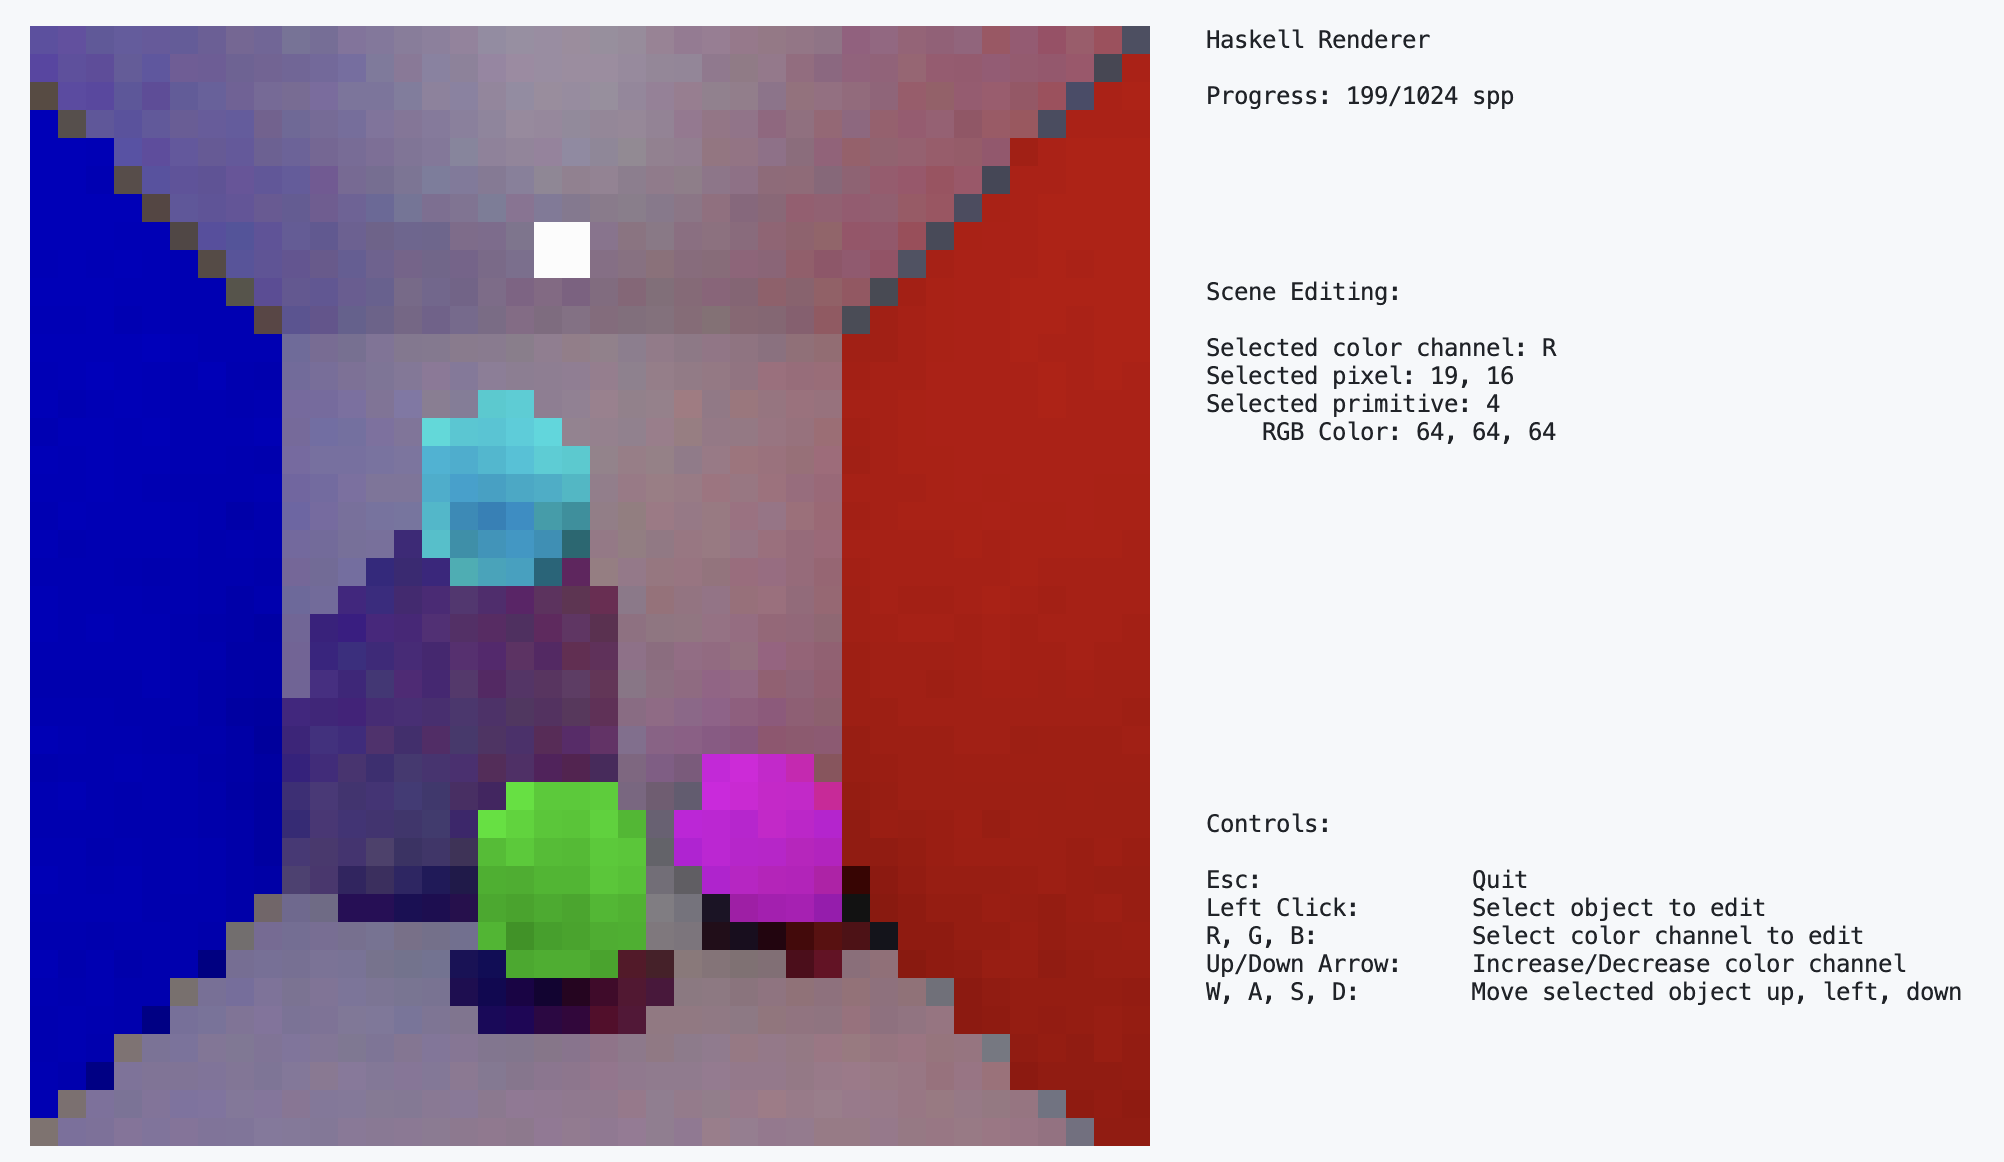 Haskell Renderer
Progress: 199/1024 spp
Scene Editing:
Selected color channel: R
Selected pixel: 19, 16
Selected primitive: 4
RGB Color: 64, 64, 64
Controls:
Esc: Quit
Left Click: Select object to edit
R, G, B: Select color channel to edit
Up/Down Arrow: Increase/Decrease color channel
W, A, S, D: Move selected object up, left, down